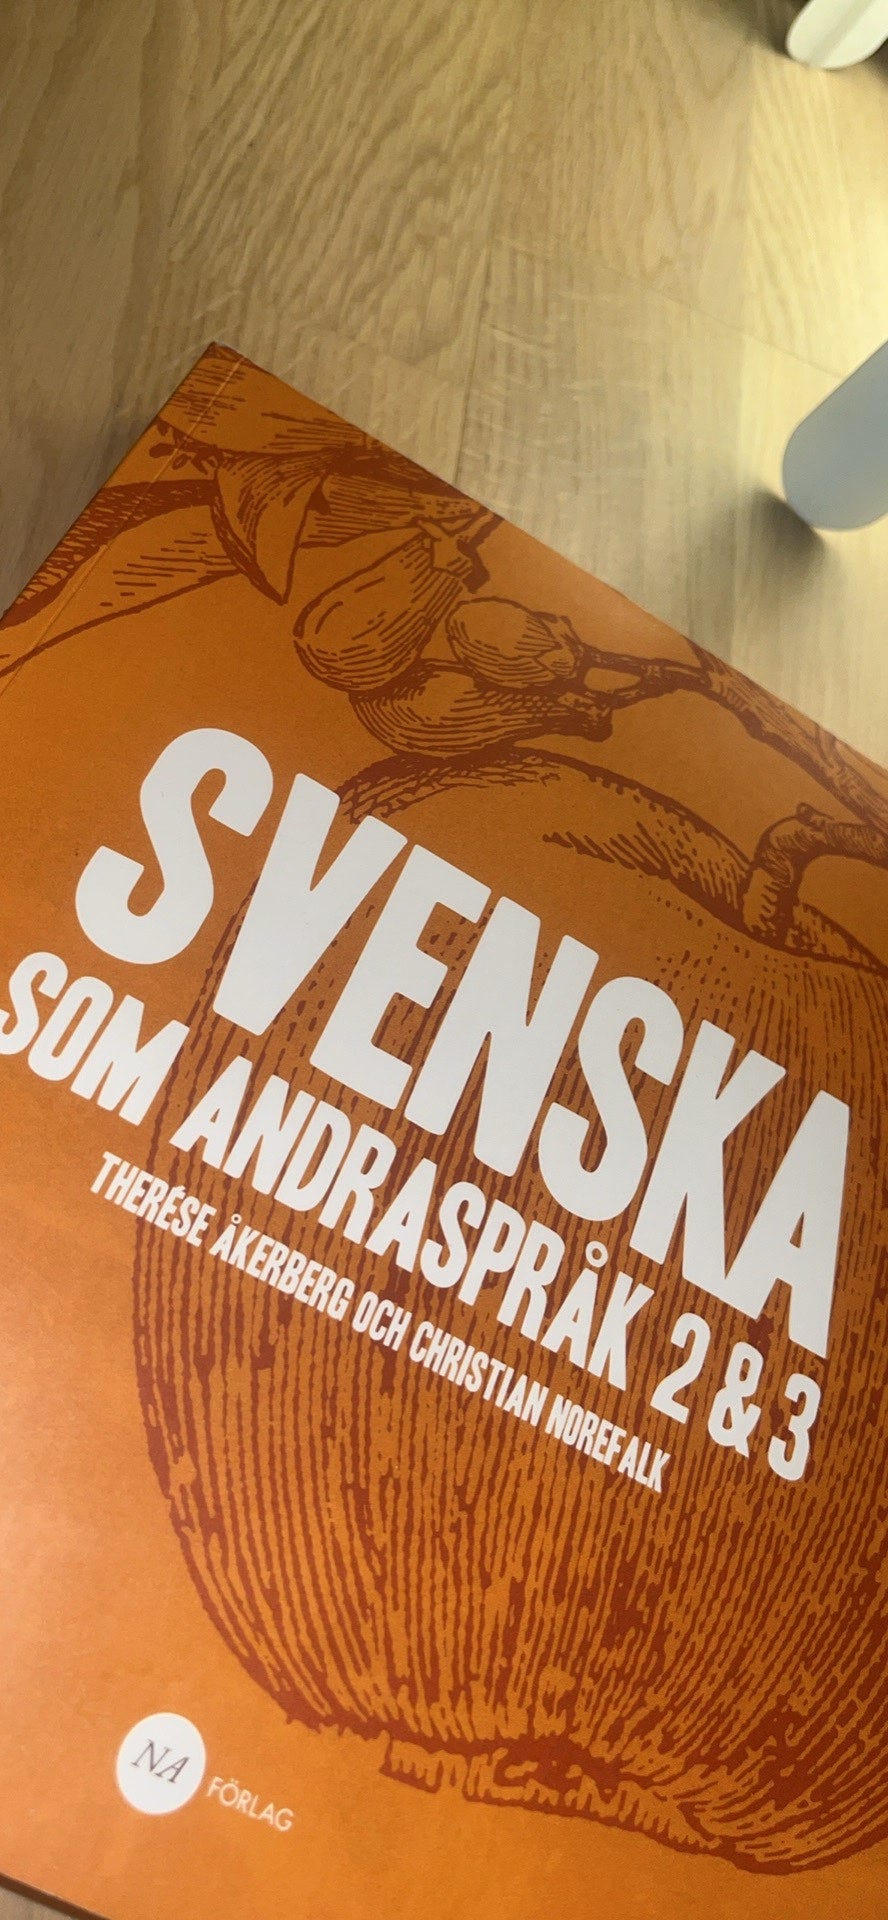 SVENSKA
SOM ANDRASPRÅK 2 & 3
THERÉSE ÅKERBERG OCH CHRISTIAN NOREFALK
NA
FÖRLAG